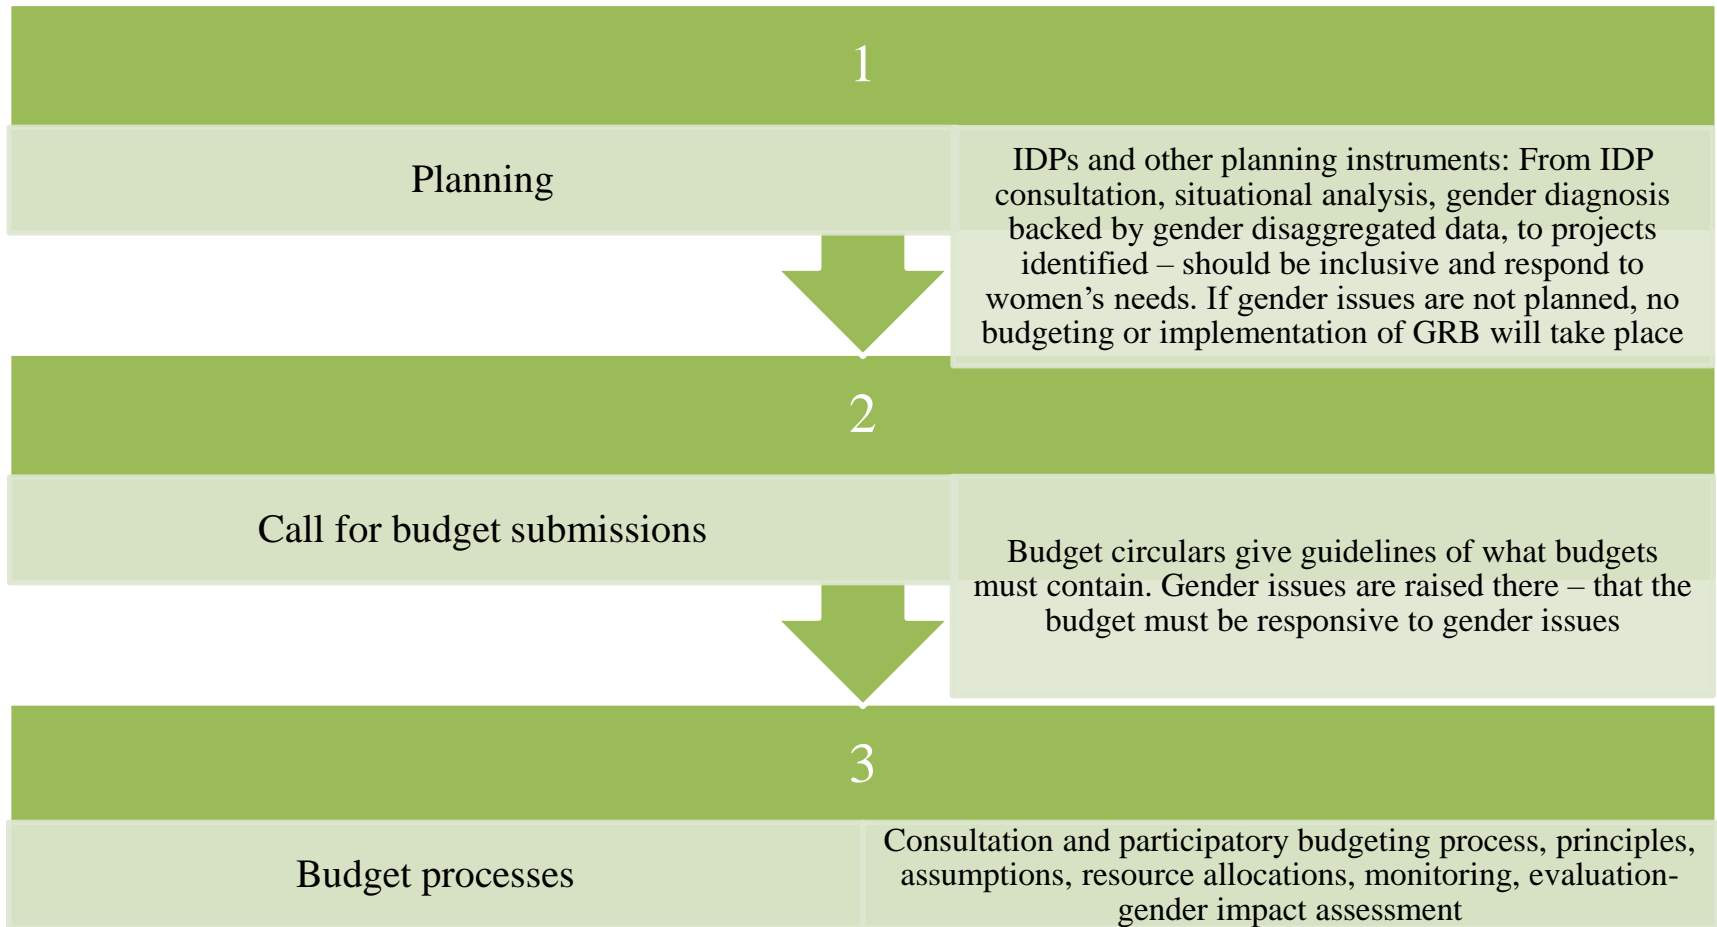 1
Planning
IDPs and other planning instruments: From IDP
consultation, situational analysis, gender diagnosis
backed by gender disaggregated data, to projects
identified – should be inclusive and respond to
women’s needs. If gender issues are not planned, no
budgeting or implementation of GRB will take place
2
Call for budget submissions
Budget circulars give guidelines of what budgets
must contain. Gender issues are raised there – that the
budget must be responsive to gender issues
3
Budget processes
Consultation and participatory budgeting process, principles,
assumptions, resource allocations, monitoring, evaluation-
gender impact assessment